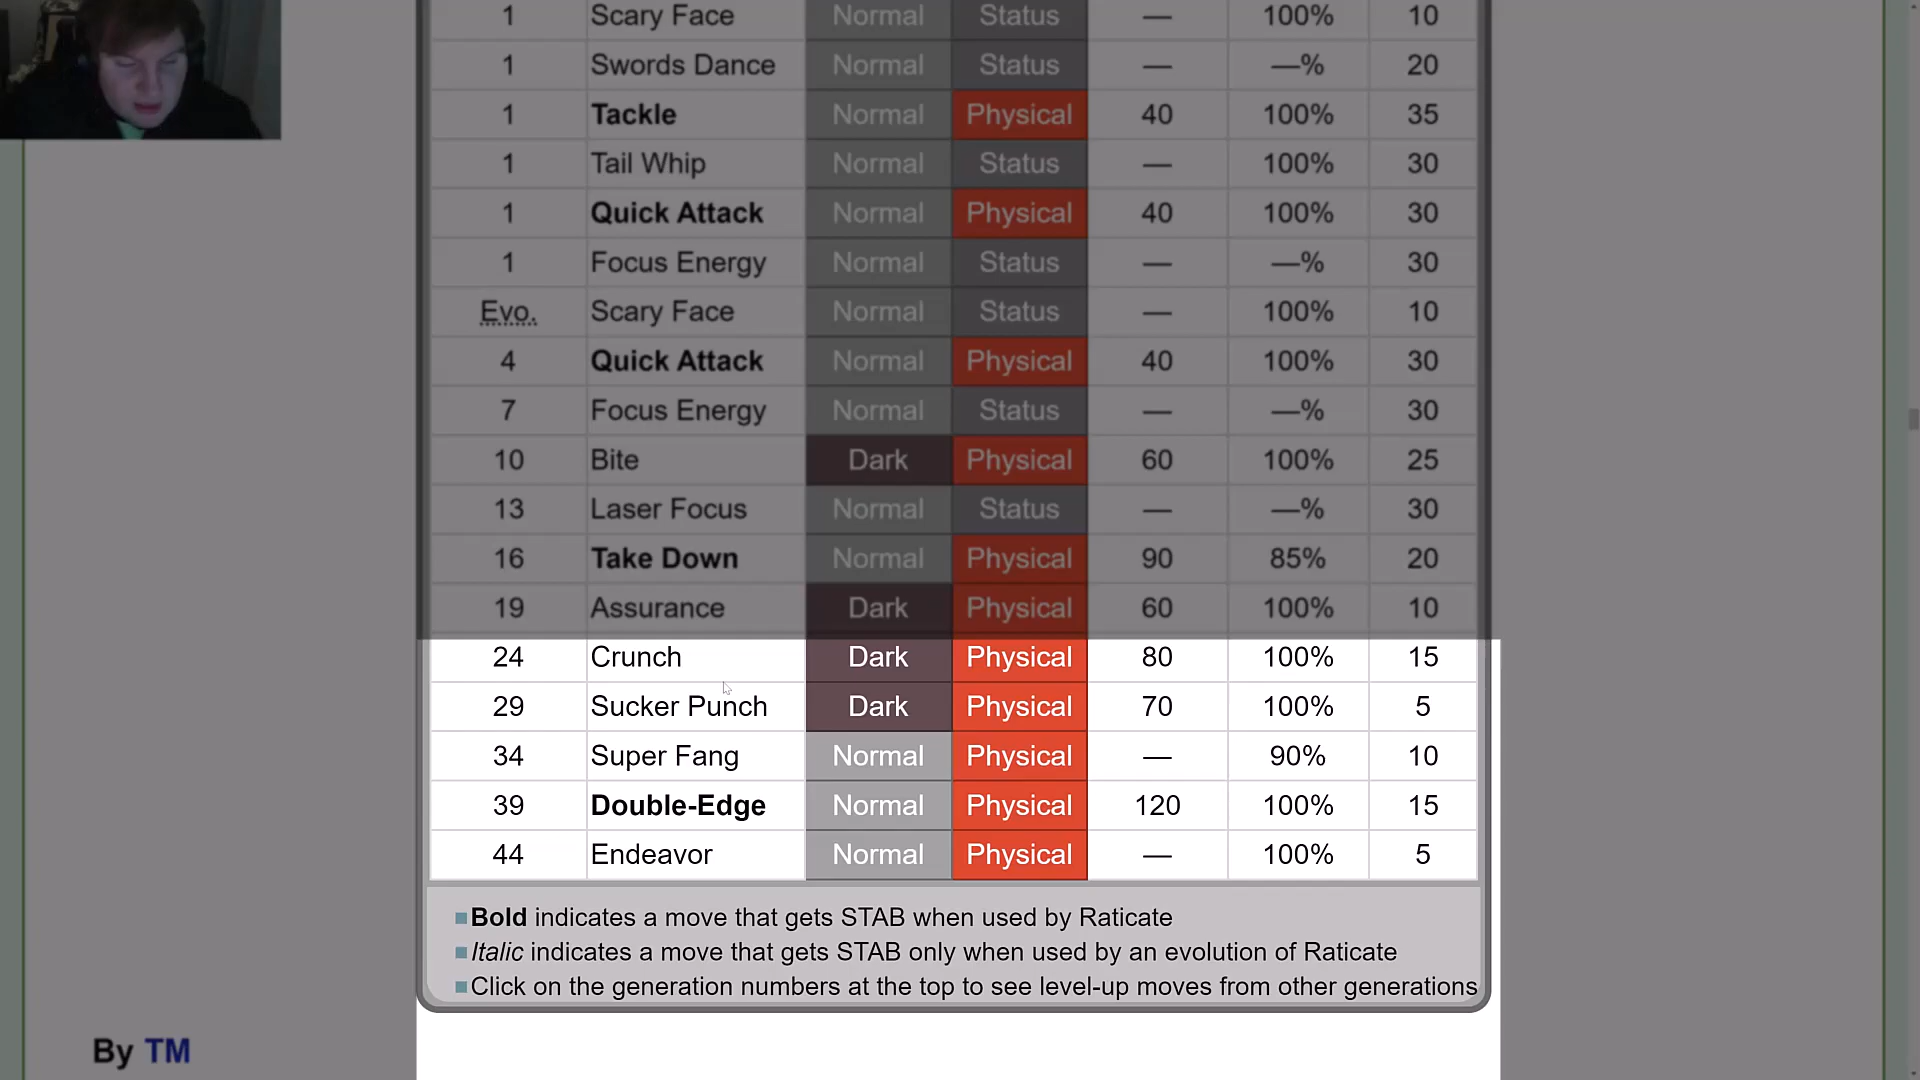 1 Scary Face Normal Status — 100% 10
1 Swords Dance Normal Status — —% 20
1 Tackle Normal Physical 40 100% 35
1 Tail Whip Normal Status — 100% 30
1 Quick Attack Normal Physical 40 100% 30
1 Focus Energy Normal Status — —% 30
Evo. Scary Face Normal Status — 100% 10
4 Quick Attack Normal Physical 40 100% 30
7 Focus Energy Normal Status — —% 30
10 Bite Dark Physical 60 100% 25
13 Laser Focus Normal Status — —% 30
16 Take Down Normal Physical 90 85% 20
19 Assurance Dark Physical 60 100% 10
24 Crunch Dark Physical 80 100% 15
29 Sucker Punch Dark Physical 70 100% 5
34 Super Fang Normal Physical — 90% 10
39 Double-Edge Normal Physical 120 100% 15
44 Endeavor Normal Physical — 100% 5
Bold indicates a move that gets STAB when used by Raticate
Italic indicates a move that gets STAB only when used by an evolution of Raticate
Click on the generation numbers at the top to see level-up moves from other generations
By TM